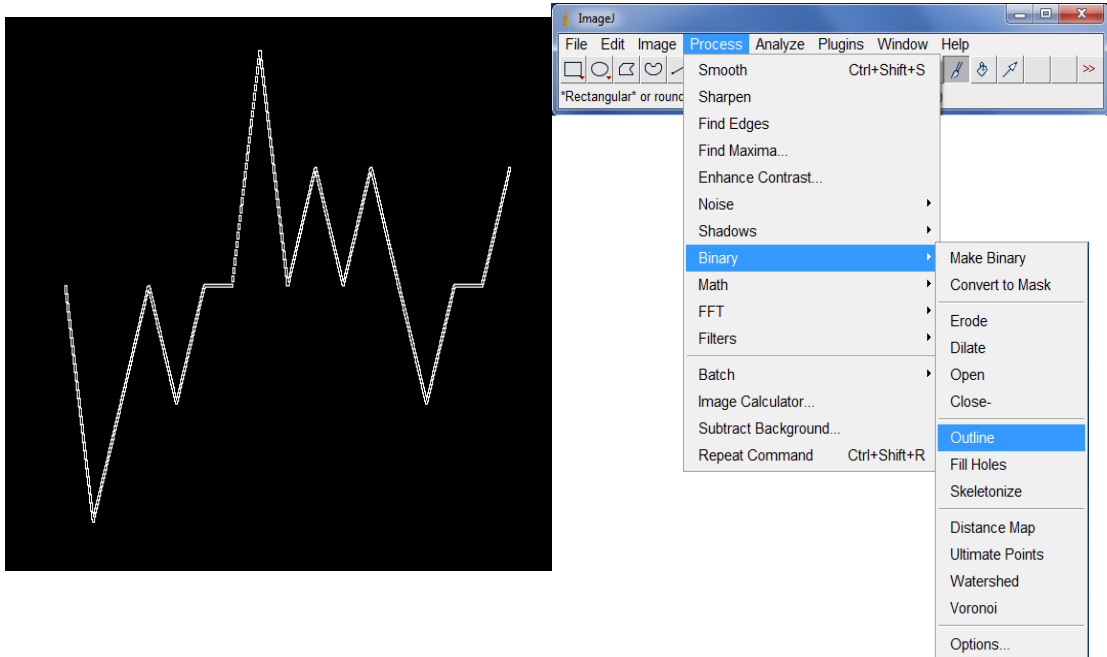 ImageJ
File Edit Image Process Analyze Plugins Window Help
*Rectangular* or
Smooth Ctrl+Shift+S
Sharpen
Find Edges
Find Maxima...
Enhance Contrast...
Noise
Shadows
Binary
Math
FFT
Filters
Batch
Image Calculator...
Subtract Background...
Repeat Command Ctrl+Shift+R
Make Binary
Convert to Mask
Erode
Dilate
Open
Close-
Outline
Fill Holes
Skeletonize
Distance Map
Ultimate Points
Watershed
Voronoi
Options...